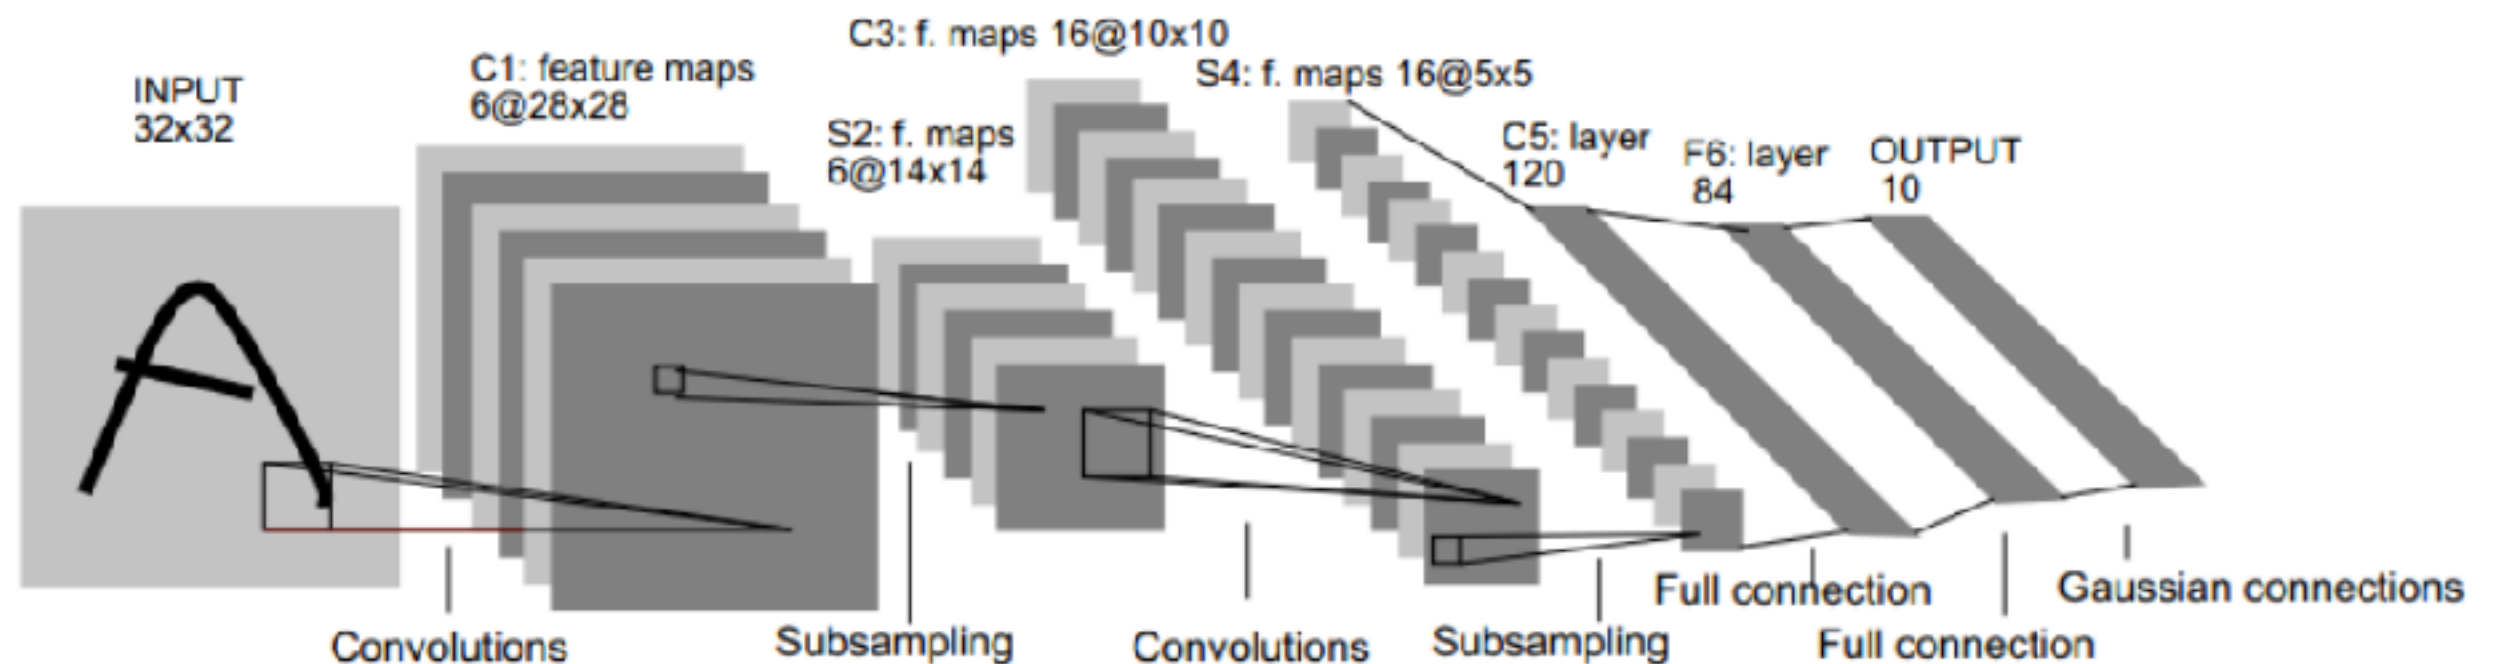 C3: f. maps 16@10x10
C1: feature maps
6@28x28
S4: f. maps 16@5x5
INPUT
32x32
S2: f. maps
6@14x14
C5: layer
120
F6: layer
84
OUTPUT
10
Convolutions
Subsampling
Convolutions
Subsampling
Full connection
Full connection
Gaussian connections